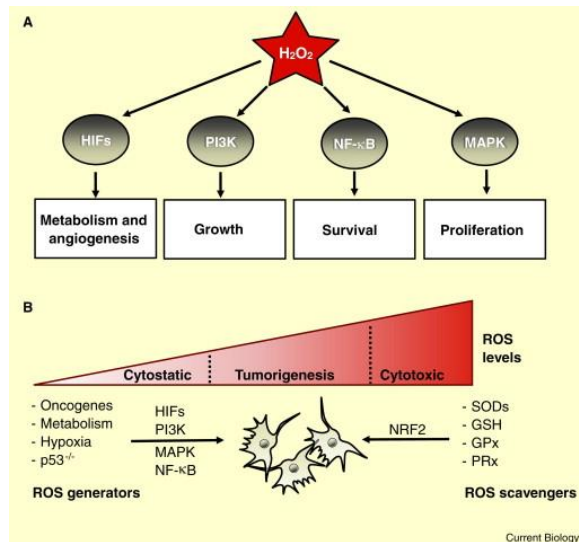 A
H₂O₂
HIFs
PI3K
NF-κB
MAPK
Metabolism and
angiogenesis
Growth
Survival
Proliferation
B
ROS
levels
Cytostatic
Tumorigenesis
Cytotoxic
- Oncogenes
- Metabolism
- Hypoxia
- p53⁻/⁻
HIFs
PI3K
MAPK
NF-κB
NRF2
- SODs
- GSH
- GPx
- PRx
ROS generators
ROS scavengers
Current Biology